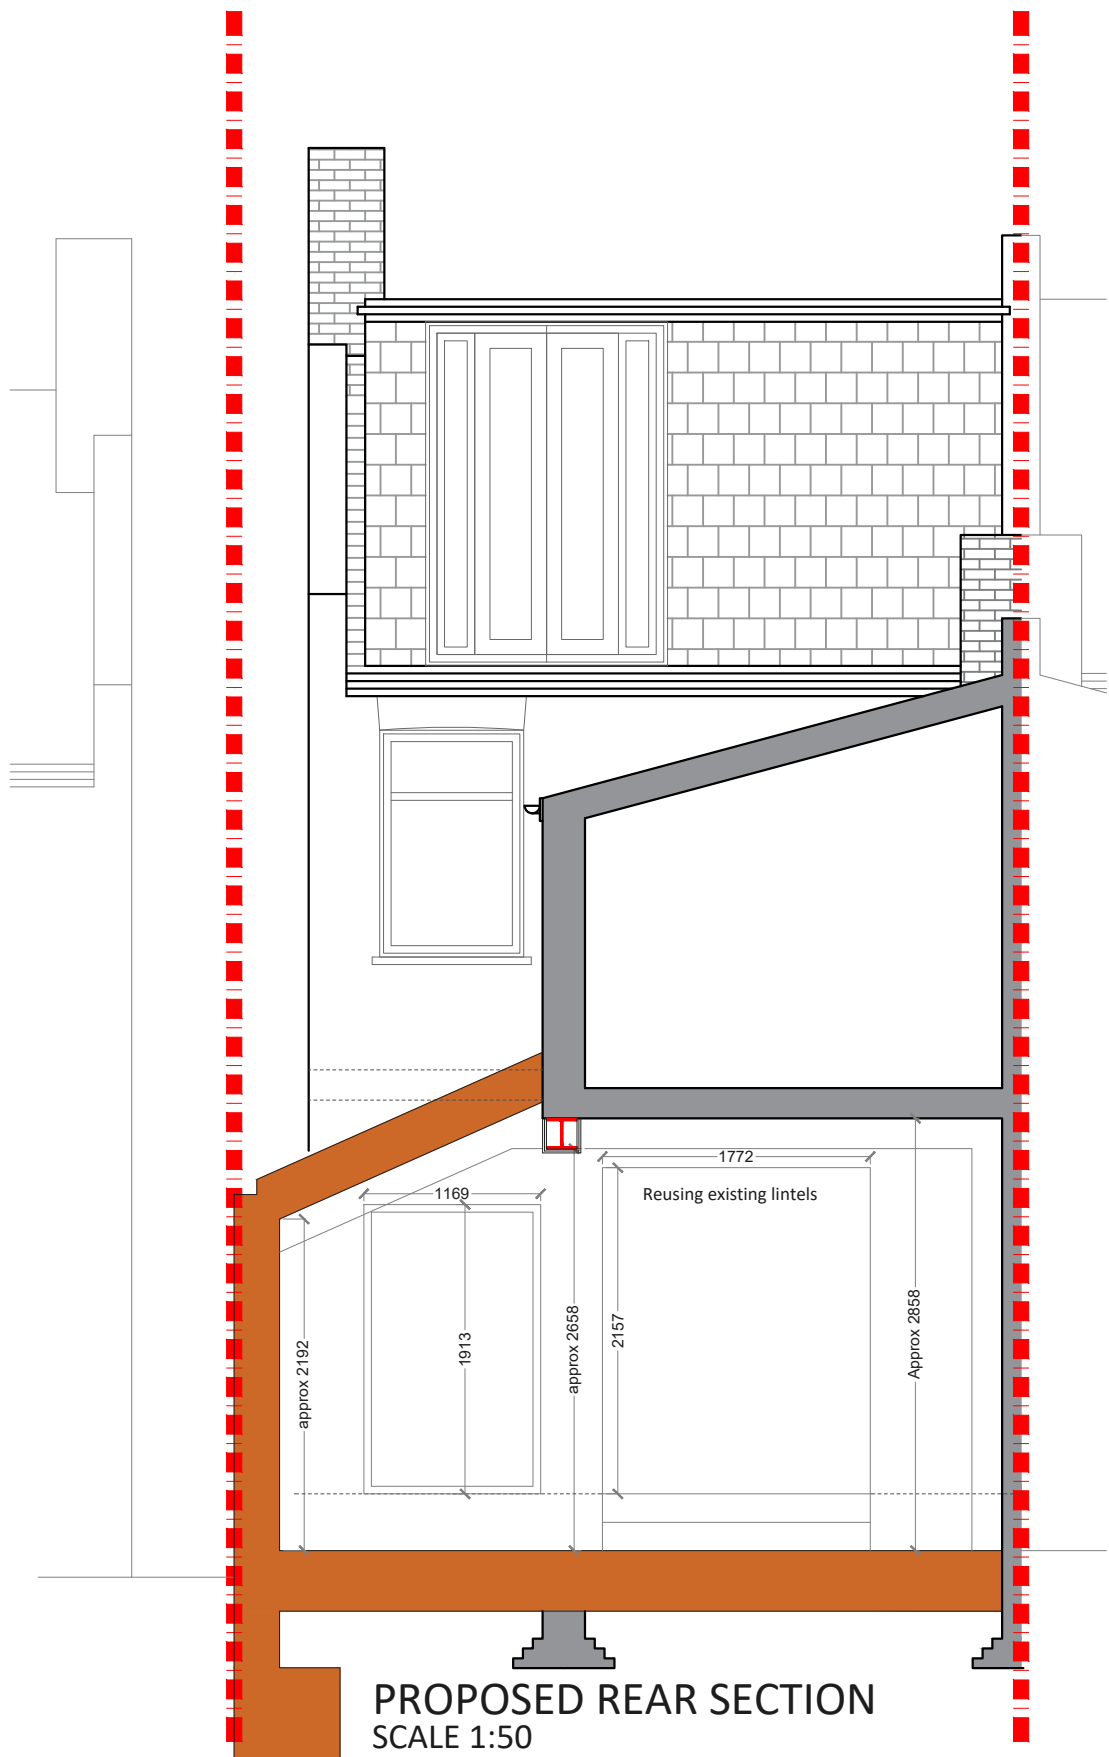 1772
1169
Reusing existing lintels
approx 2192
1913
approx 2658
2157
Approx 2858
PROPOSED REAR SECTION
SCALE 1:50